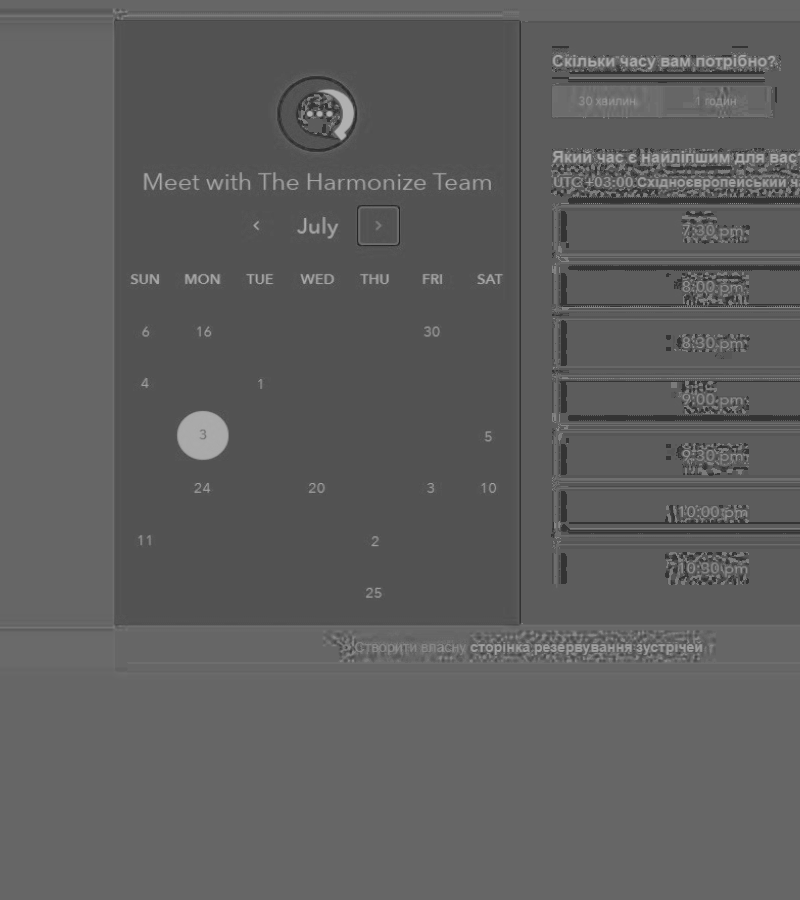 Meet with The Harmonize Team
July
SUN MON TUE WED THU FRI SAT
6 16 30
4 1
3 5
24 20 3 10
11 2
25
Скільки часу вам потрібно?
30 хвилин 1 годин
Який час є найліпшим для вас?
UTC +03:00 Східноєвропейський
7:30 pm
8:00 pm
8:30 pm
9:00 pm
9:30 pm
10:00 pm
10:30 pm
Створити власну сторінка резервування зустрічей